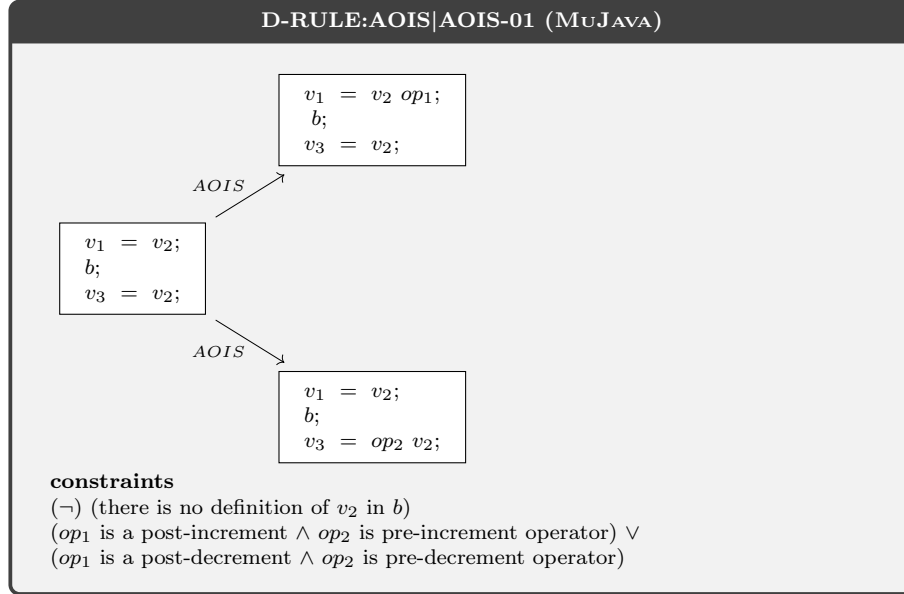 D-RULE:AOIS|AOIS-01 (MuJava)
v₁ = v₂ op₁;
b;
v₃ = v₂;
AOIS
v₁ = v₂;
b;
v₃ = v₂;
AOIS
v₁ = v₂;
b;
v₃ = op₂ v₂;
constraints
(¬) (there is no definition of v₂ in b)
(op₁ is a post-increment ∧ op₂ is pre-increment operator) ∨
(op₁ is a post-decrement ∧ op₂ is pre-decrement operator)